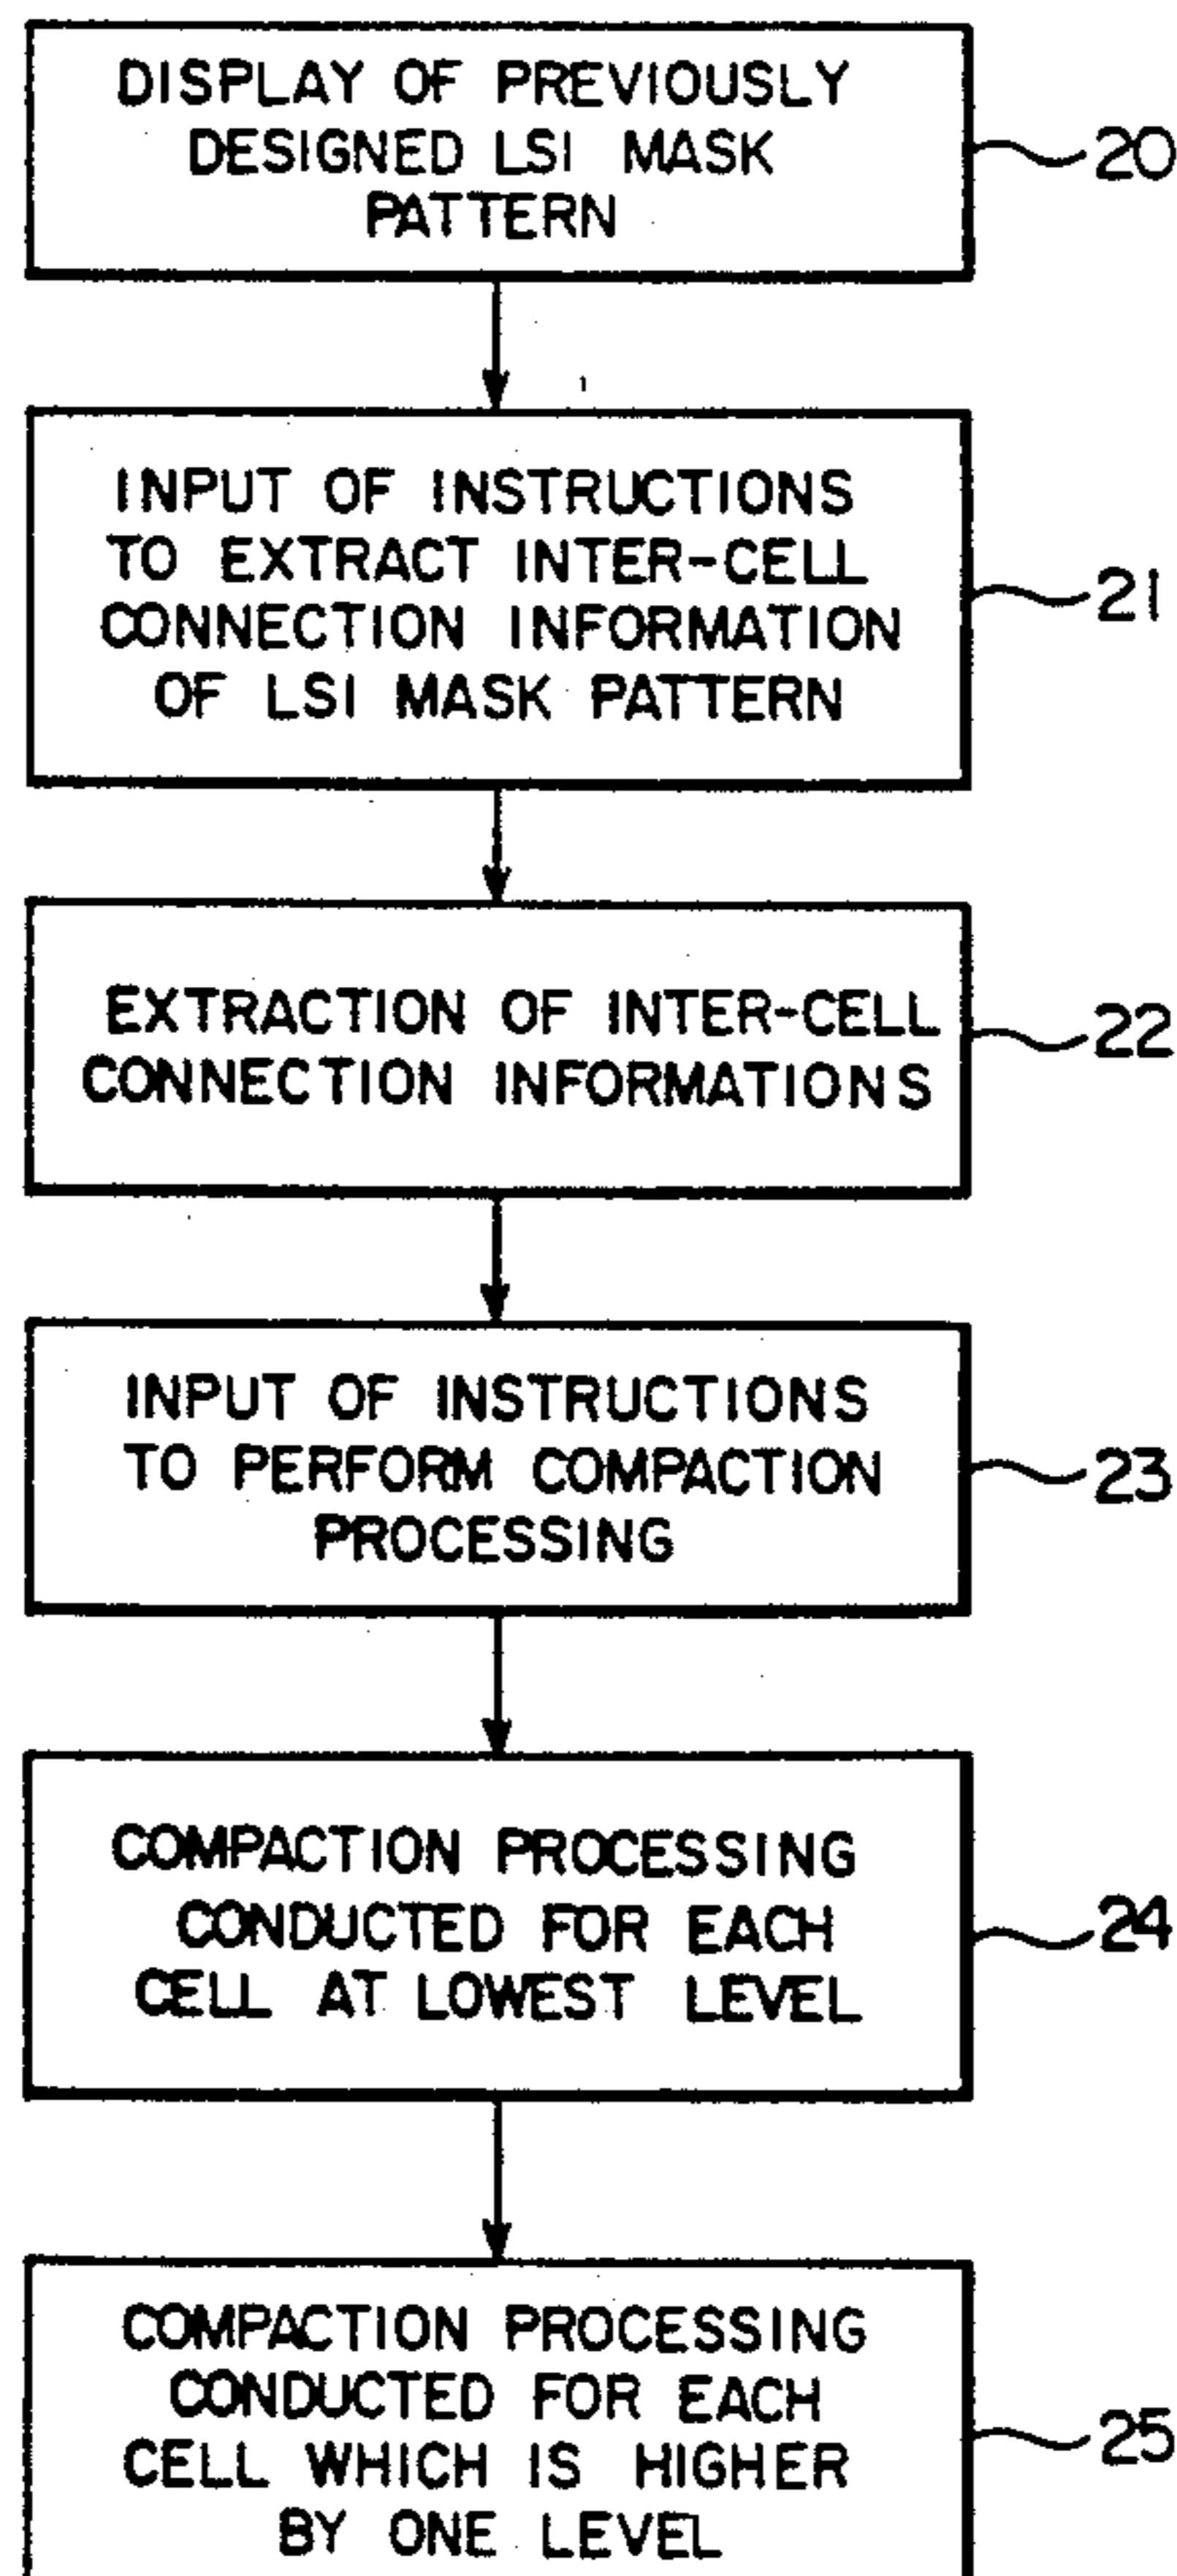 DISPLAY OF PREVIOUSLY
DESIGNED LSI MASK
PATTERN
20
INPUT OF INSTRUCTIONS
TO EXTRACT INTER-CELL
CONNECTION INFORMATION
OF LSI MASK PATTERN
21
EXTRACTION OF INTER-CELL
CONNECTION INFORMATIONS
22
INPUT OF INSTRUCTIONS
TO PERFORM COMPACTION
PROCESSING
23
COMPACTION PROCESSING
CONDUCTED FOR EACH
CELL AT LOWEST LEVEL
24
COMPACTION PROCESSING
CONDUCTED FOR EACH
CELL WHICH IS HIGHER
BY ONE LEVEL
25